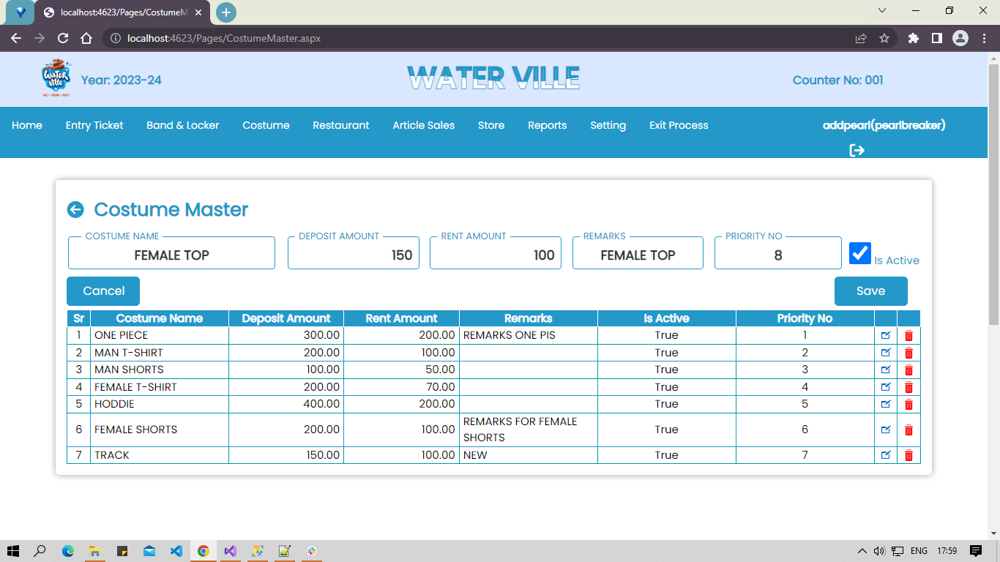 localhost:4623/Pages/CostumeM
localhost:4623/Pages/CostumeMaster.aspx
WATER Ville
Year: 2023-24
WATER VILLE
Counter No: 001
Home Entry Ticket Band & Locker Costume Restaurant Article Sales Store Reports Setting Exit Process addpearl(pearlbreaker)
Costume Master
COSTUME NAME DEPOSIT AMOUNT RENT AMOUNT REMARKS PRIORITY NO
FEMALE TOP 150 100 FEMALE TOP 8 Is Active
Cancel Save
Sr Costume Name Deposit Amount Rent Amount Remarks Is Active Priority No
1 ONE PIECE 300.00 200.00 REMARKS ONE PIS True 1
2 MAN T-SHIRT 200.00 100.00 True 2
3 MAN SHORTS 100.00 50.00 True 3
4 FEMALE T-SHIRT 200.00 70.00 True 4
5 HODDIE 400.00 200.00 True 5
6 FEMALE SHORTS 200.00 100.00 REMARKS FOR FEMALE SHORTS True 6
7 TRACK 150.00 100.00 NEW True 7
ENG 17:59